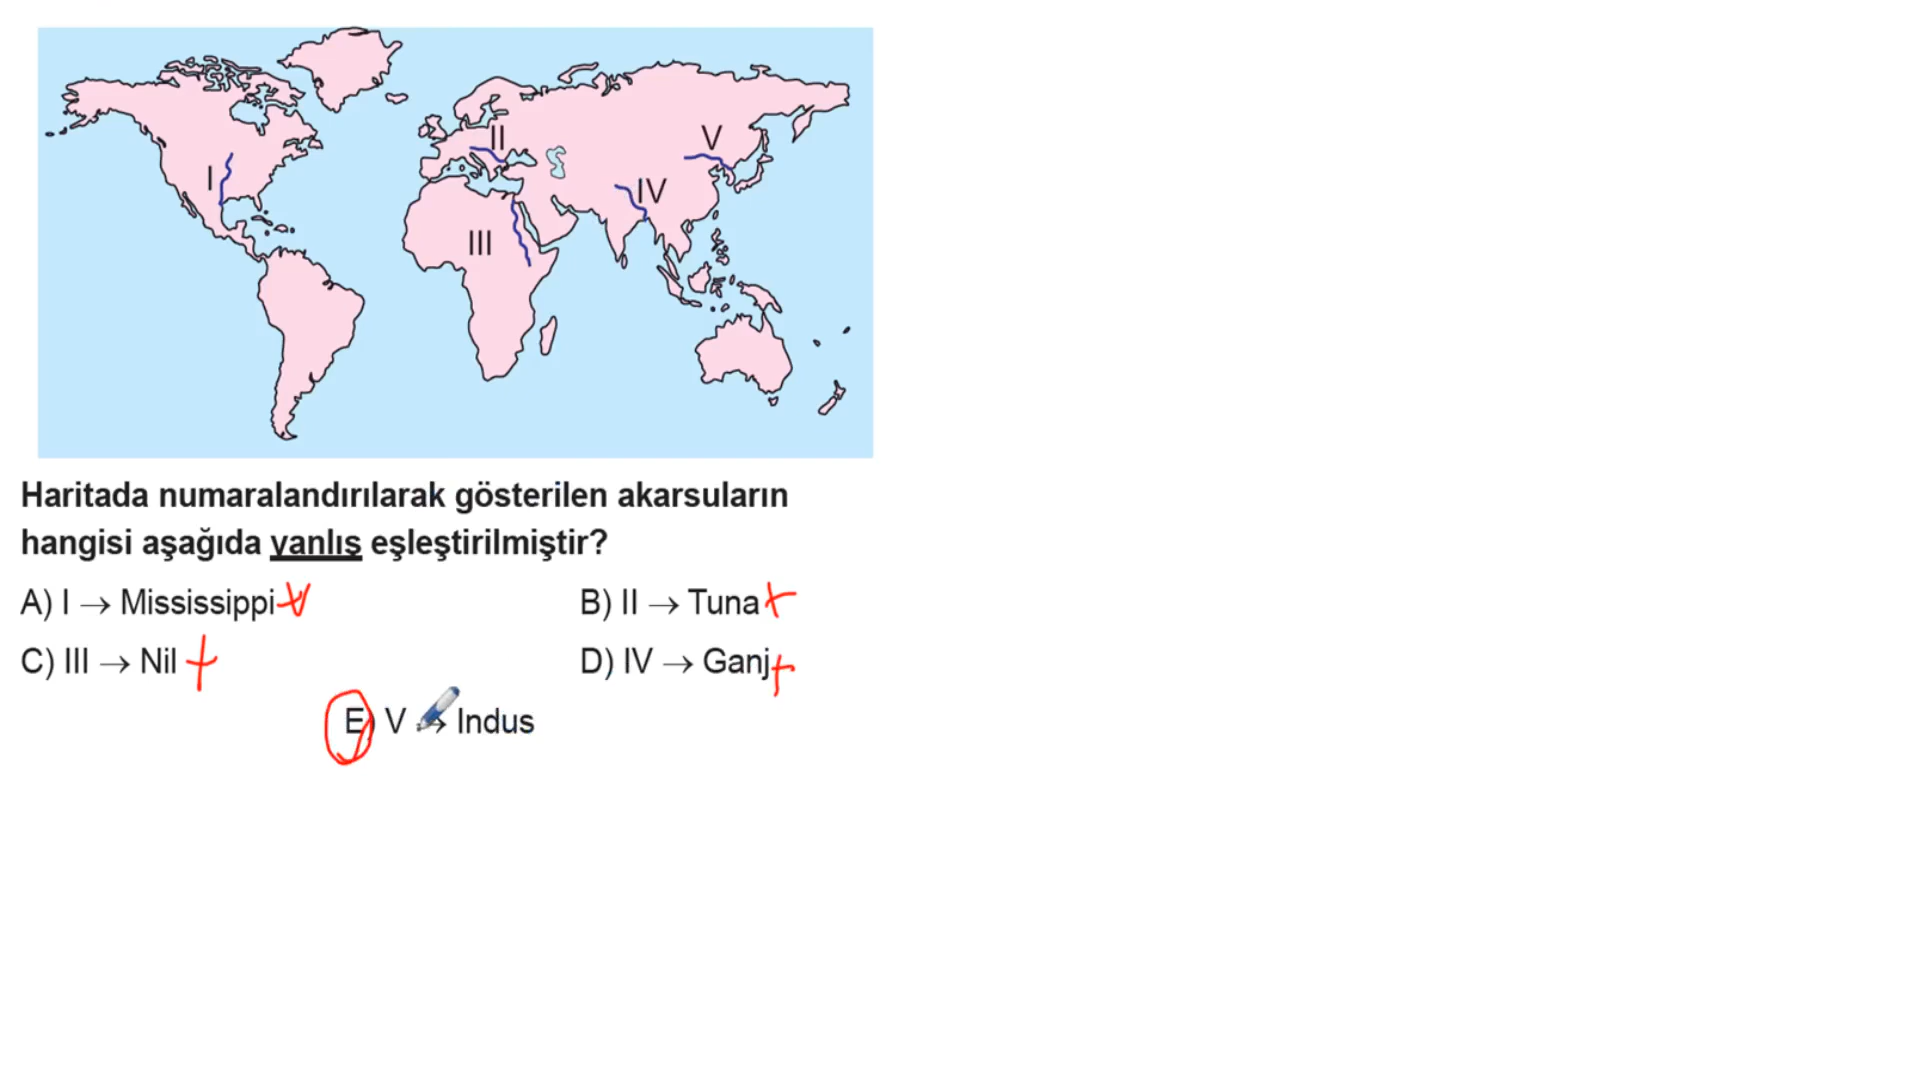 II
V
I
IV
III
Haritada numaralandırılarak gösterilen akarsuların
hangisi aşağıda yanlış eşleştirilmiştir?
A) I → Mississippi
B) II → Tuna
C) III → Nil
D) IV → Ganj
E) V → Indus